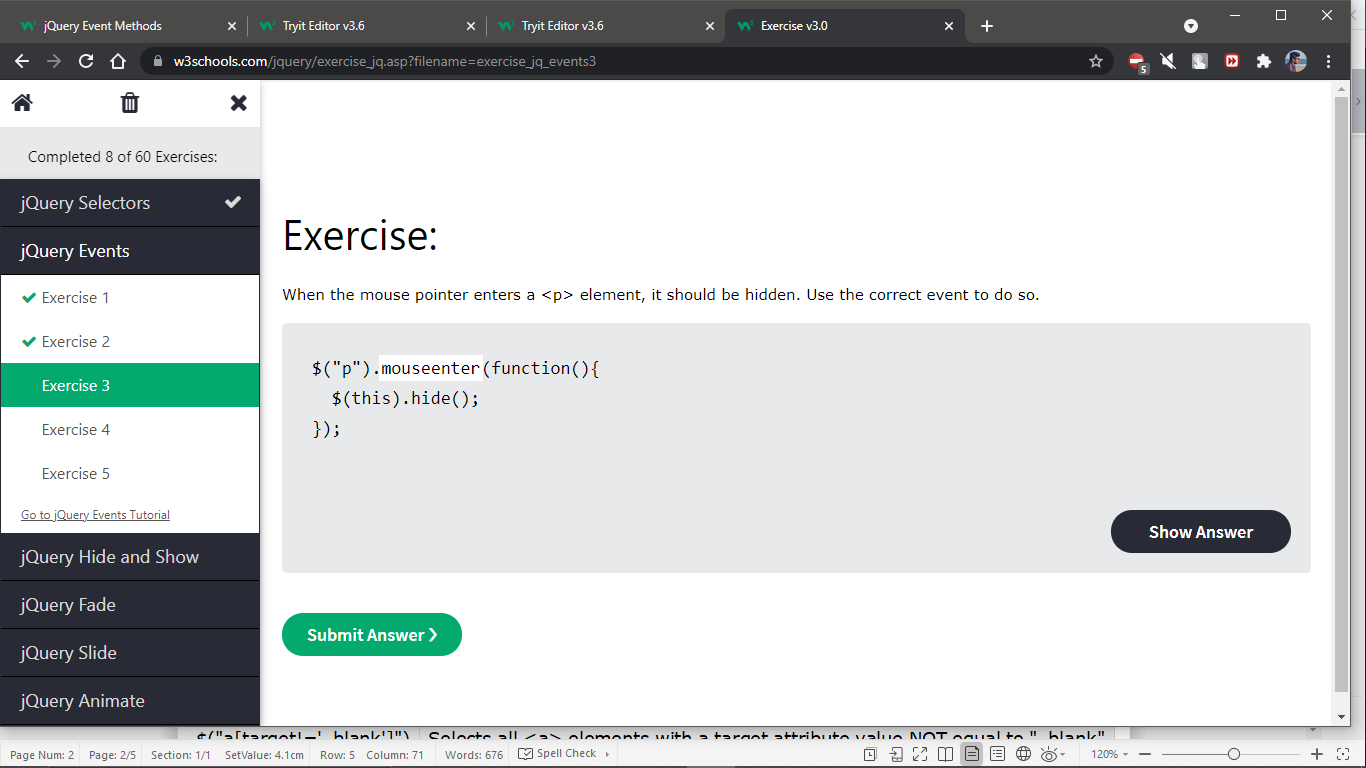 jQuery Event Methods
Tryit Editor v3.6
Tryit Editor v3.6
Exercise v3.0
w3schools.com/jquery/exercise_jq.asp?filename=exercise_jq_events3
5
Completed 8 of 60 Exercises:
jQuery Selectors
jQuery Events
Exercise 1
Exercise 2
Exercise 3
Exercise 4
Exercise 5
Go to jQuery Events Tutorial
jQuery Hide and Show
jQuery Fade
jQuery Slide
jQuery Animate
Exercise:
When the mouse pointer enters a <p> element, it should be hidden. Use the correct event to do so.
$("p").mouseenter(function(){
$(this).hide();
});
Show Answer
Submit Answer ❯
$("a[target!='_blank']") Selects all <a> elements with a target attribute value NOT equal to "_blank"
Page Num: 2 Page: 2/5 Section: 1/1 SetValue: 4.1cm Row: 5 Column: 71 Words: 676 Spell Check 120%